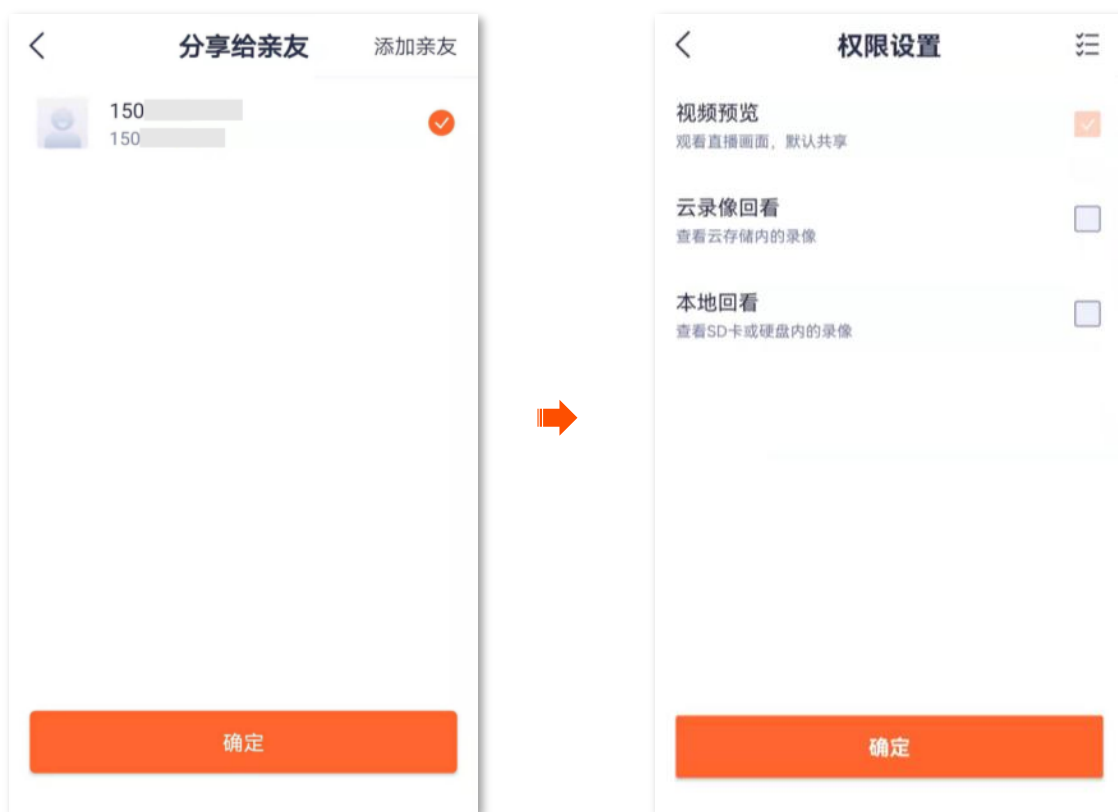 分享给亲友
添加亲友
150
150
确定
权限设置
视频预览
观看直播画面，默认共享
云录像回看
查看云存储内的录像
本地回看
查看SD卡或硬盘内的录像
确定